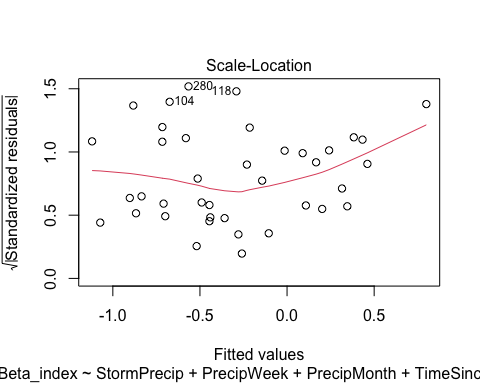 Scale-Location
√|Standardized residuals|
1.5
1.0
0.5
0.0
280
118
104
-1.0 -0.5 0.0 0.5
Fitted values
Beta_index ~ StormPrecip + PrecipWeek + PrecipMonth + TimeSinc